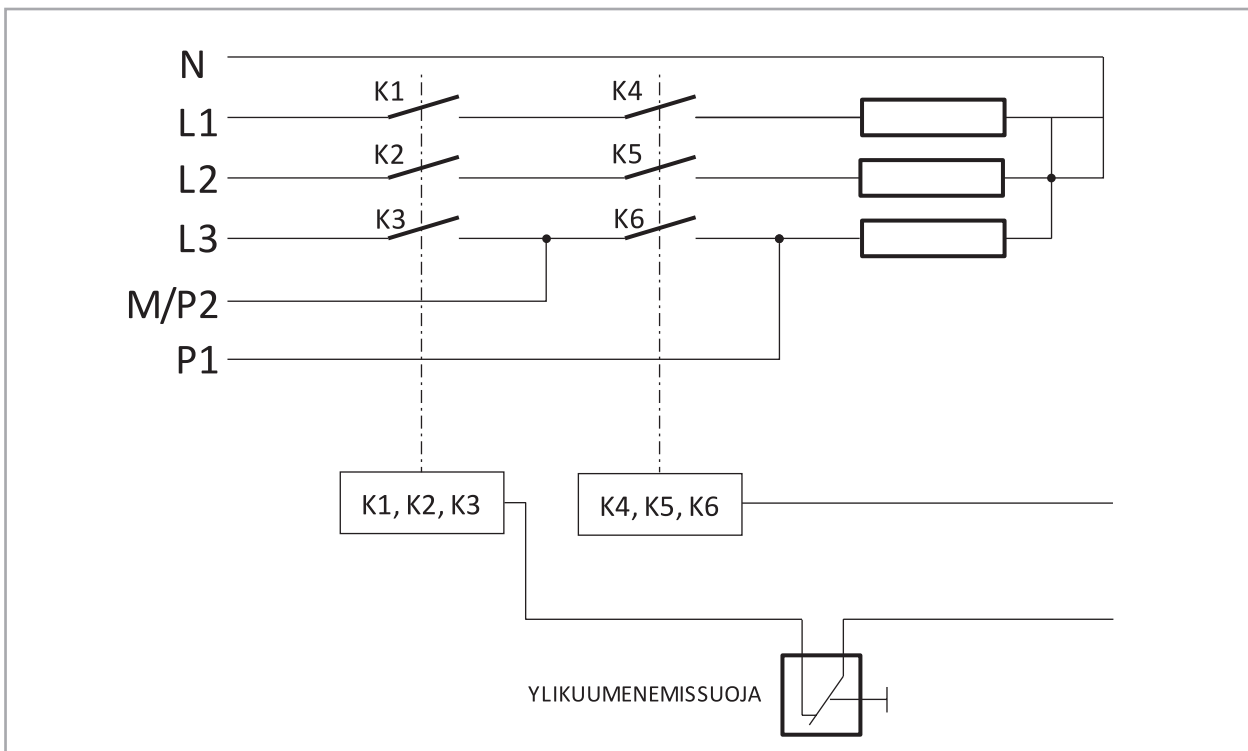 N
K1
K4
L1
K2
K5
L2
K3
K6
L3
M/P2
P1
K1, K2, K3
K4, K5, K6
YLIKUUMENEMISSUOJA